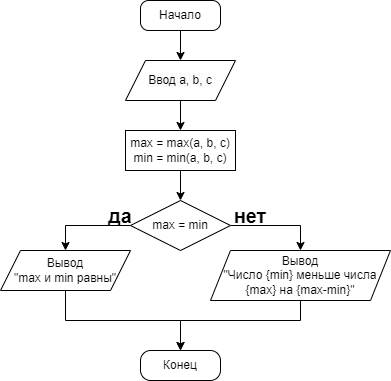 Начало
Ввод a, b, c
max = max(a, b, c)
min = min(a, b, c)
да
max = min
нет
Вывод
"max и min равны"
Вывод
"Число {min} меньше числа
{max} на {max-min}"
Конец